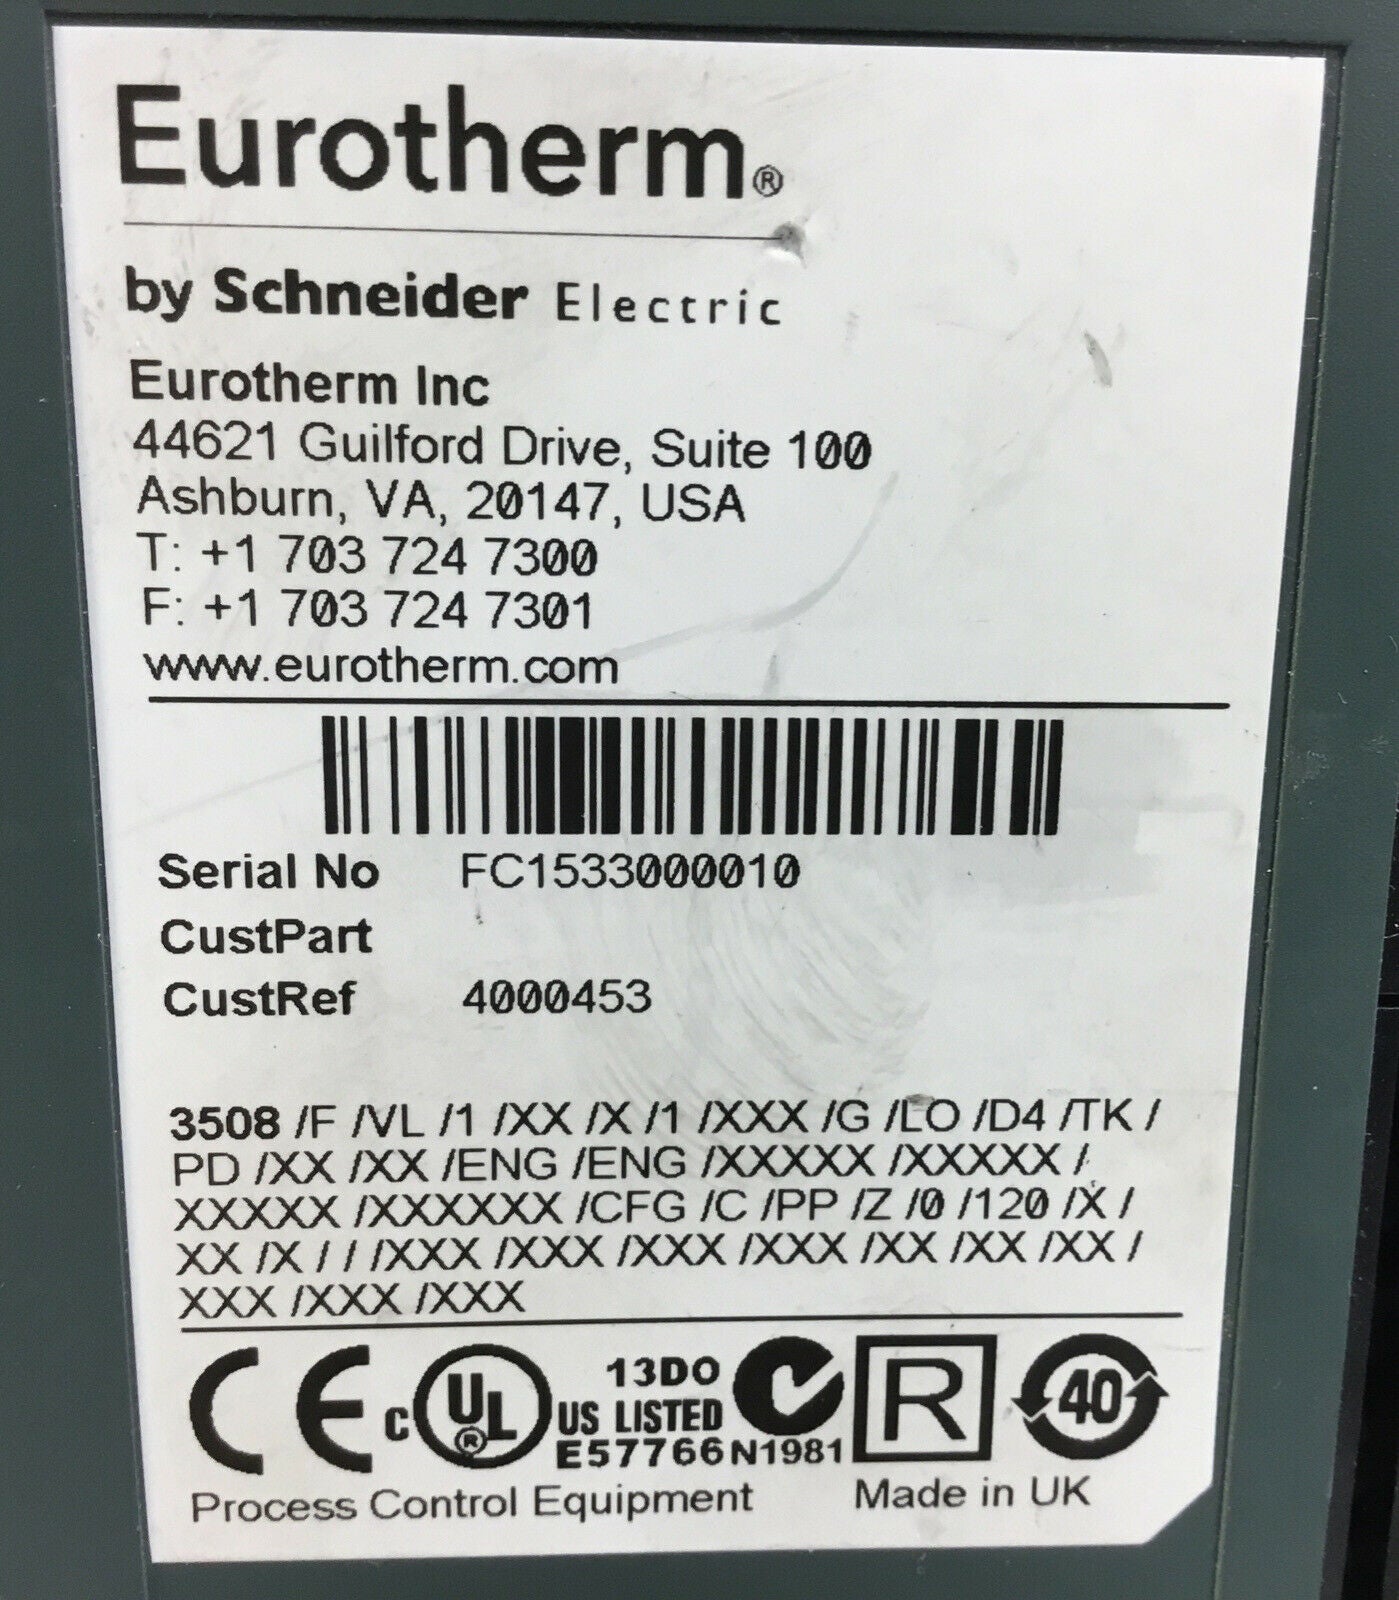 Eurotherm®
by Schneider Electric
Eurotherm Inc
44621 Guilford Drive, Suite 100
Ashburn, VA, 20147, USA
T: +1 703 724 7300
F: +1 703 724 7301
www.eurotherm.com
Serial No FC1533000010
CustPart
CustRef 4000453
3508 /F /VL /1 /XX /X /1 /XXX /G /LO /D4 /TK /
PD /XX /XX /ENG /ENG /XXXXX /XXXXX /
XXXXX /XXXXXX /CFG /C /PP /Z /0 /120 /X /
XX /X / / /XXX /XXX /XXX /XXX /XX /XX /XX /
XXX /XXX /XXX
CE c UL ® US LISTED 13DO E57766 N1981 R 40
Process Control Equipment Made in UK